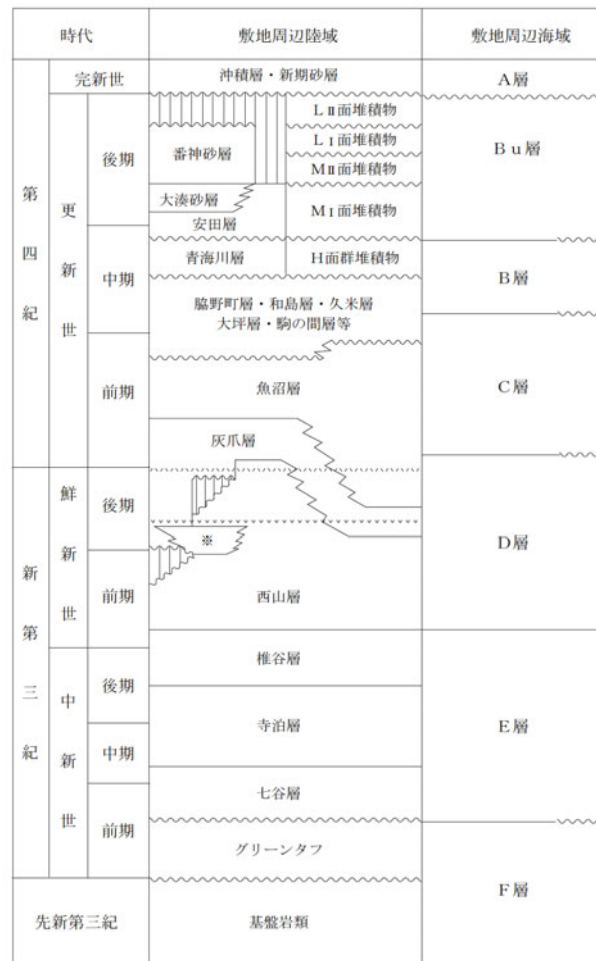 時代
敷地周辺陸域
敷地周辺海域
第四紀
完新世
沖積層・新期砂層
A層
更新世
後期
番神砂層
大湊砂層
安田層
LⅡ面堆積物
LⅠ面堆積物
MⅡ面堆積物
MⅠ面堆積物
Bu層
中期
青海川層
H面群堆積物
B層
脇野町層・和島層・久米層
大坪層・駒の間層等
前期
魚沼層
灰爪層
C層
新第三紀
鮮新世
後期
※
D層
前期
西山層
中新世
後期
椎谷層
中期
寺泊層
E層
前期
七谷層
グリーンタフ
先新第三紀
基盤岩類
F層